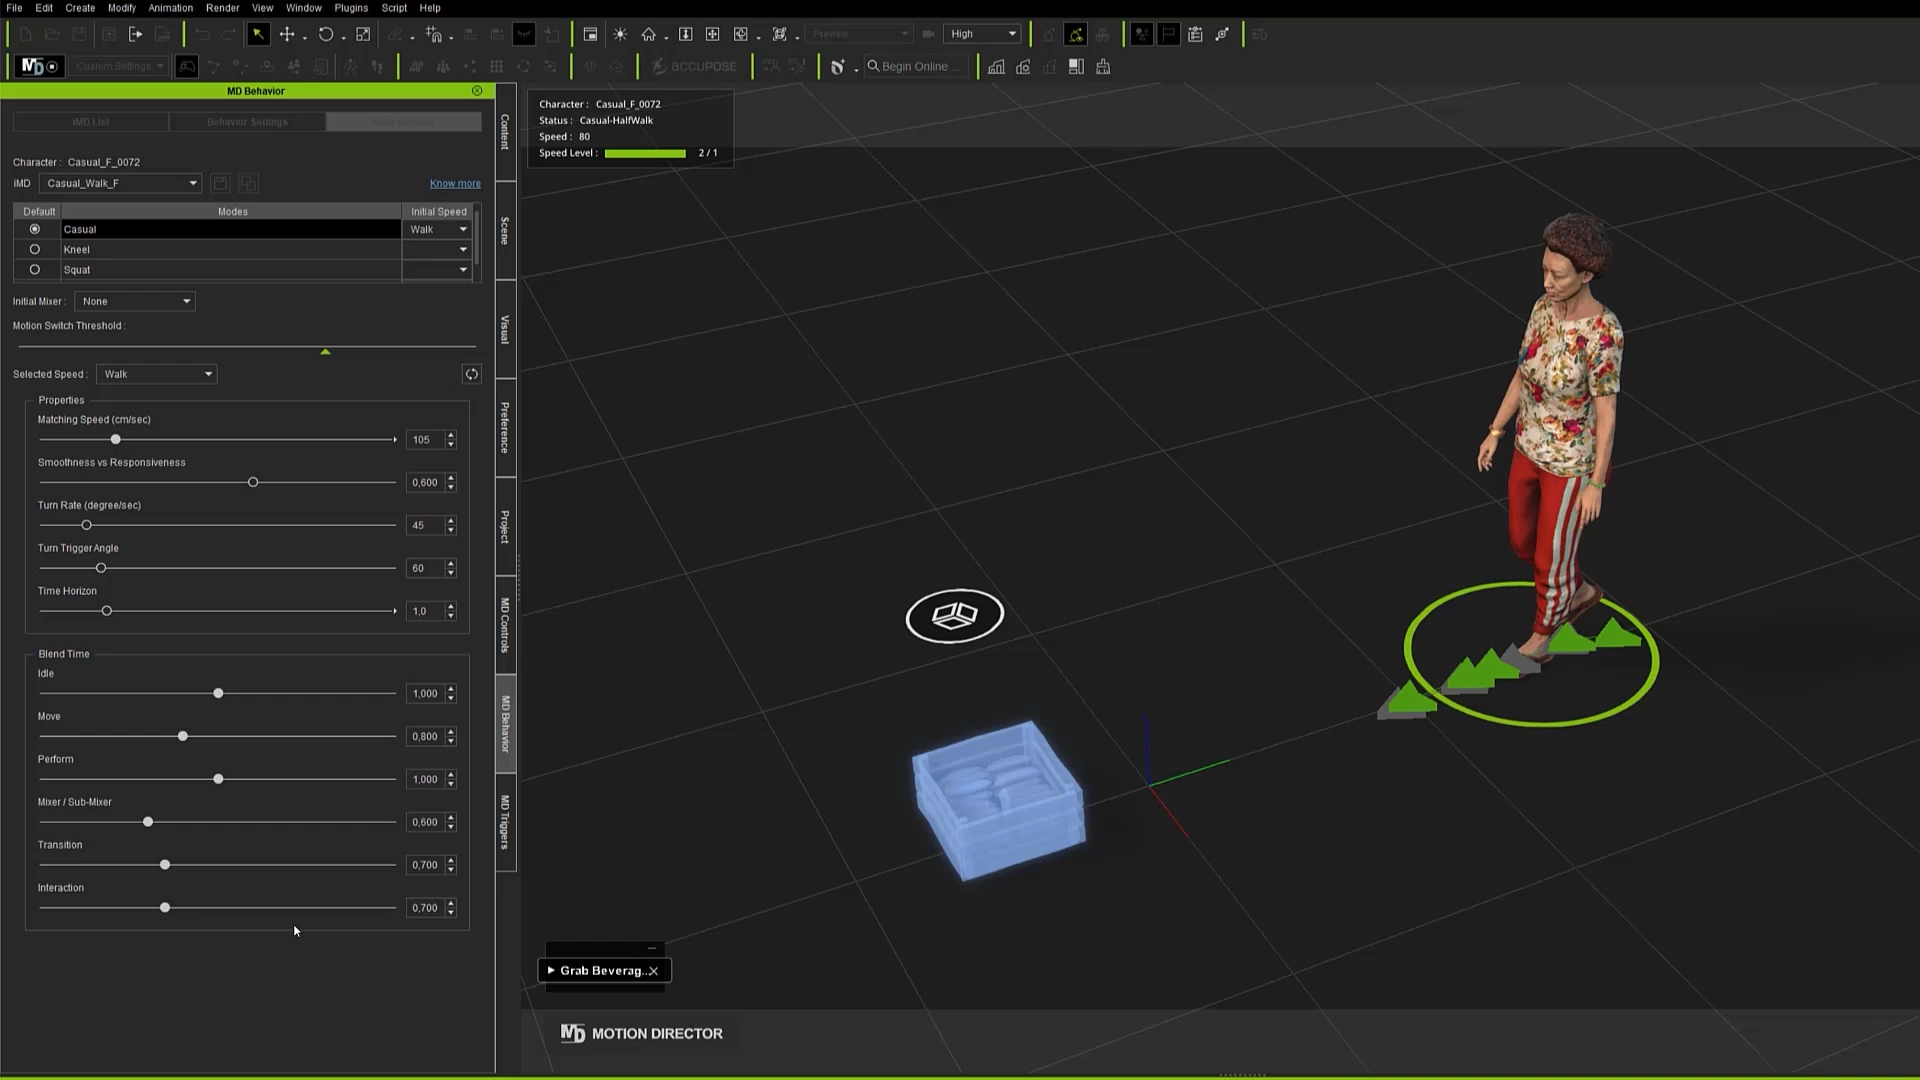 File Edit Create Modify Animation Render View Window Plugins Script Help
Preview High
MD Custom Settings ACCUPOSE Begin Online ...
MD Behavior
iMD List Behavior Settings
Character : Casual_F_0072
iMD Casual_Walk_F Know more
Default Modes Initial Speed
Casual Walk
Kneel
Squat
Initial Mixer : None
Motion Switch Threshold :
Selected Speed : Walk
Properties
Matching Speed (cm/sec)
105
Smoothness vs Responsiveness
0,600
Turn Rate (degree/sec)
45
Turn Trigger Angle
60
Time Horizon
1,0
Blend Time
Idle
1,000
Move
0,800
Perform
1,000
Mixer / Sub-Mixer
0,600
Transition
0,700
Interaction
0,700
Content
Scene
Visual
Preference
Project
MD Controls
MD Behavior
MD Triggers
Character : Casual_F_0072
Status : Casual-HalfWalk
Speed : 80
Speed Level : 2 / 1
Grab Beverag..
MD MOTION DIRECTOR